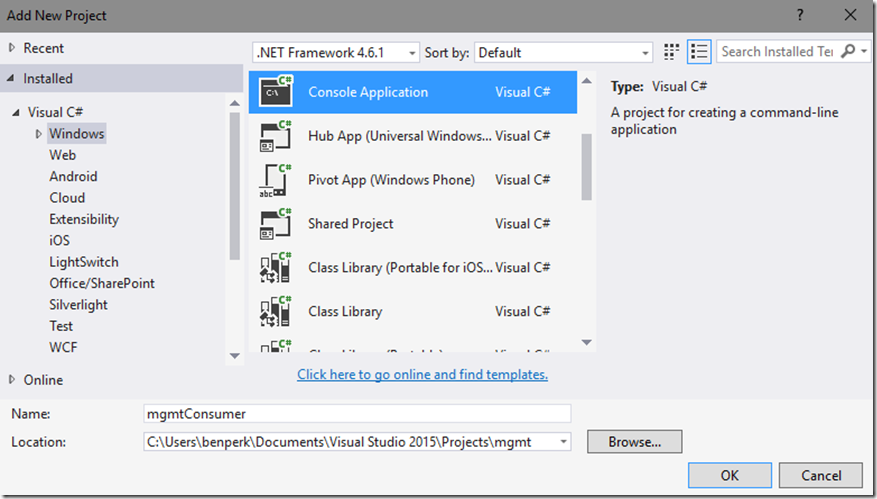 Add New Project
?
Recent
Installed
Visual C#
Windows
Web
Android
Cloud
Extensibility
iOS
LightSwitch
Office/SharePoint
Silverlight
Test
WCF
Online
.NET Framework 4.6.1 Sort by: Default
Search Installed Te
Console Application Visual C#
Hub App (Universal Windows... Visual C#
Pivot App (Windows Phone) Visual C#
Shared Project Visual C#
Class Library (Portable for iOS... Visual C#
Class Library Visual C#
Type: Visual C#
A project for creating a command-line
application
Click here to go online and find templates.
Name: mgmtConsumer
Location: C:\Users\benperk\Documents\Visual Studio 2015\Projects\mgmt
Browse...
OK Cancel